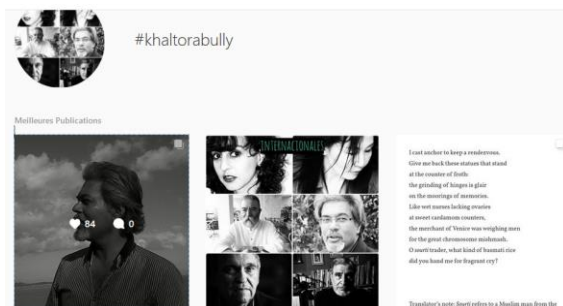 #khaltorabully
Meilleures Publications
84 0
INTERNACIONALES
I cast anchor to keep a rendezvous.
Give me back these statues that stand
at the counter of froth:
the grinding of hinges is glair
on the moorings of memories.
Like wet nurses lacking ovaries
at sweet cardamom counters,
the merchant of Venice was weighing men
for the great chromosome mishmash.
O soarti trader, what kind of basmati rice
did you hand me for fragrant cry?
Translator's note: Soarti refers to a Muslim man from the